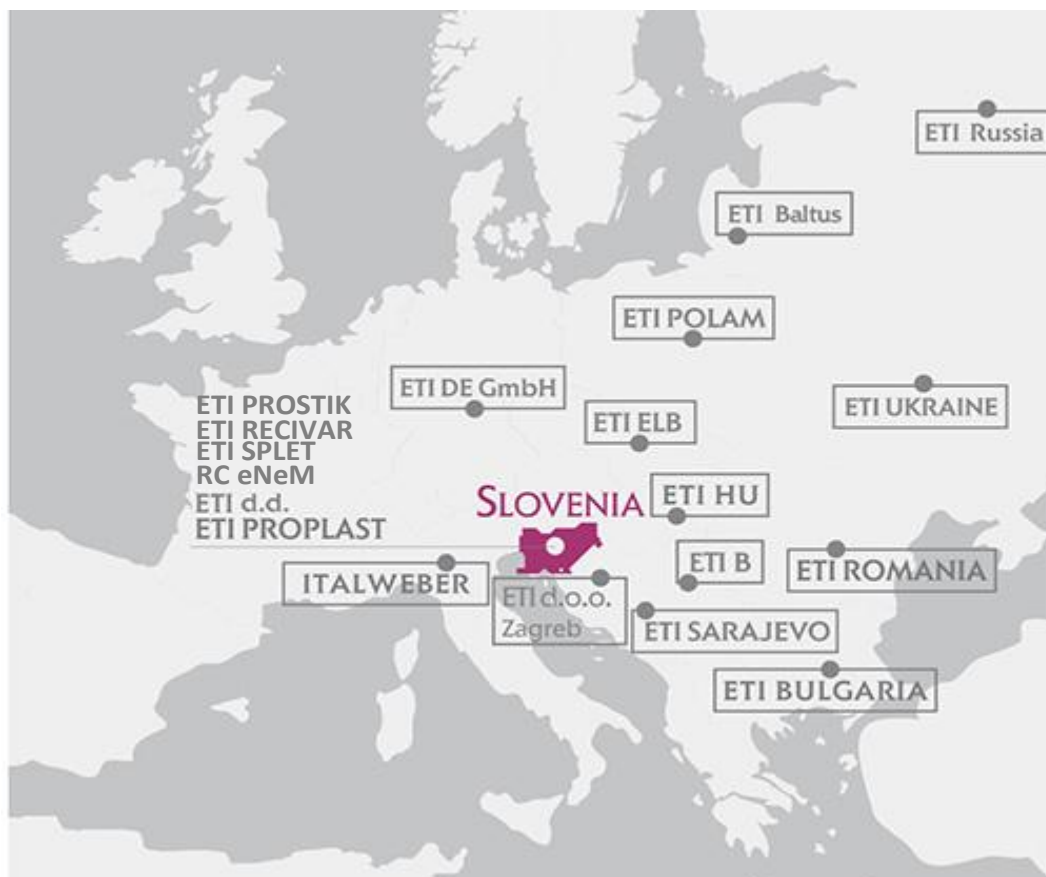 ETI Russia
ETI Baltus
ETI POLAM
ETI DE GmbH
ETI UKRAINE
ETI PROSTIK
ETI RECIVAR
ETI SPLET
RC eNeM
ETI d.d.
ETI PROPLAST
ETI ELB
SLOVENIA
ETI HU
ETI B
ETI ROMANIA
ITALWEBER
ETI d.o.o.
Zagreb
ETI SARAJEVO
ETI BULGARIA